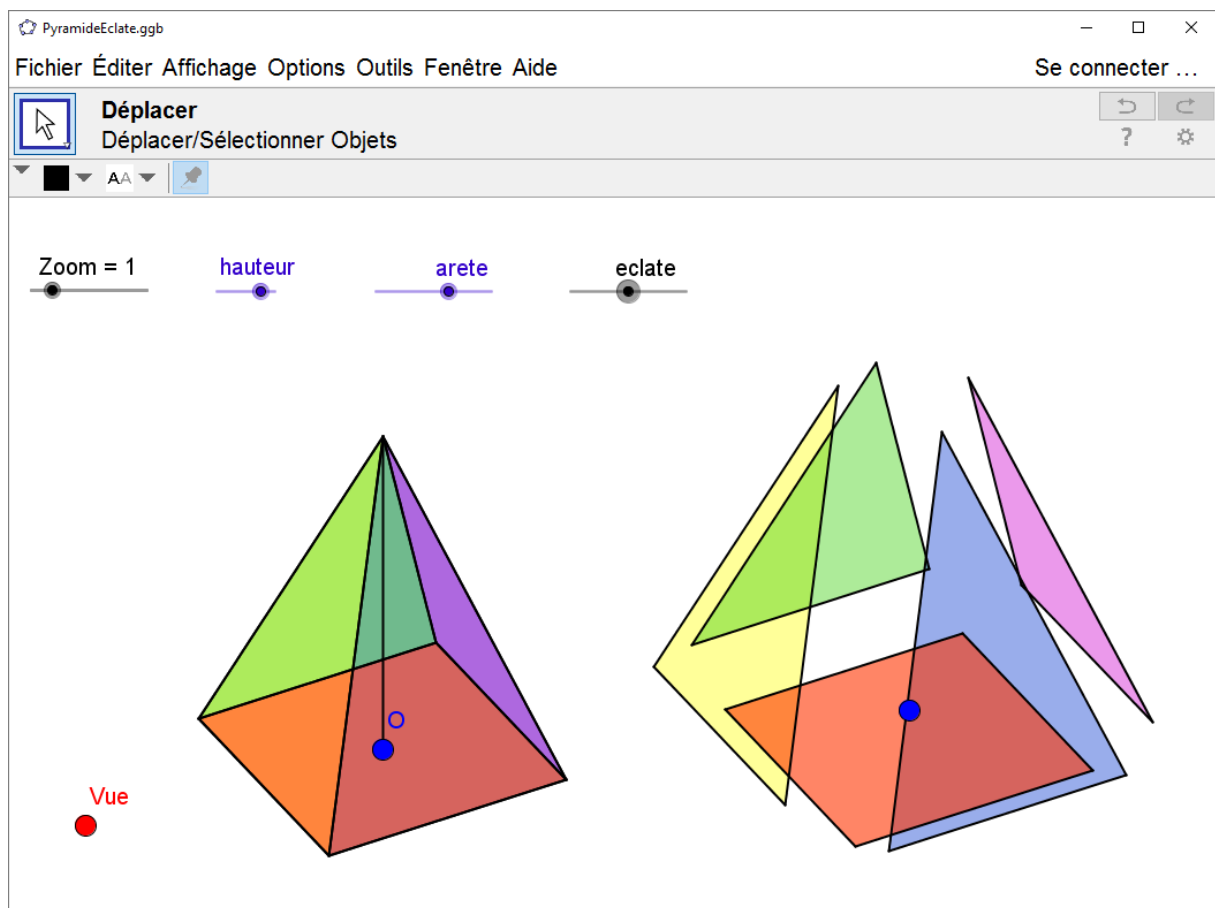 PyramideEclate.ggb
Fichier Éditer Affichage Options Outils Fenêtre Aide Se connecter ...
Déplacer
Déplacer/Sélectionner Objets
?
AA
Zoom = 1 hauteur arete eclate
O
Vue